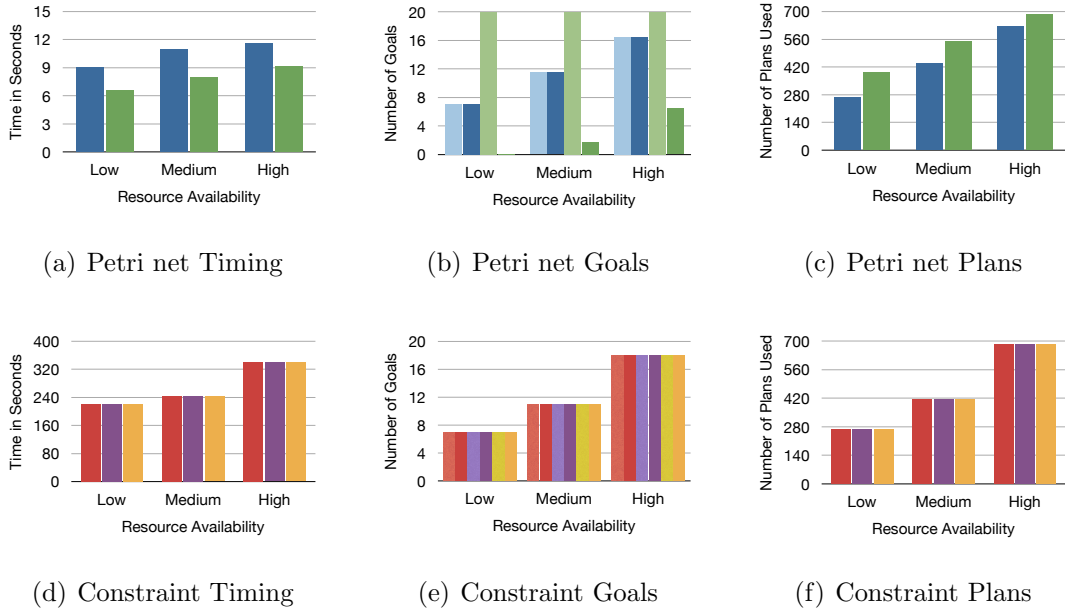 Time in Seconds
15
12
9
6
3
0
Low Medium High
Resource Availability
(a) Petri net Timing
Number of Goals
20
16
12
8
4
0
Low Medium High
Resource Availability
(b) Petri net Goals
Number of Plans Used
700
560
420
280
140
0
Low Medium High
Resource Availability
(c) Petri net Plans
Time in Seconds
400
320
240
160
80
0
Low Medium High
Resource Availability
(d) Constraint Timing
Number of Goals
20
16
12
8
4
0
Low Medium High
Resource Availability
(e) Constraint Goals
Number of Plans Used
700
560
420
280
140
0
Low Medium High
Resource Availability
(f) Constraint Plans